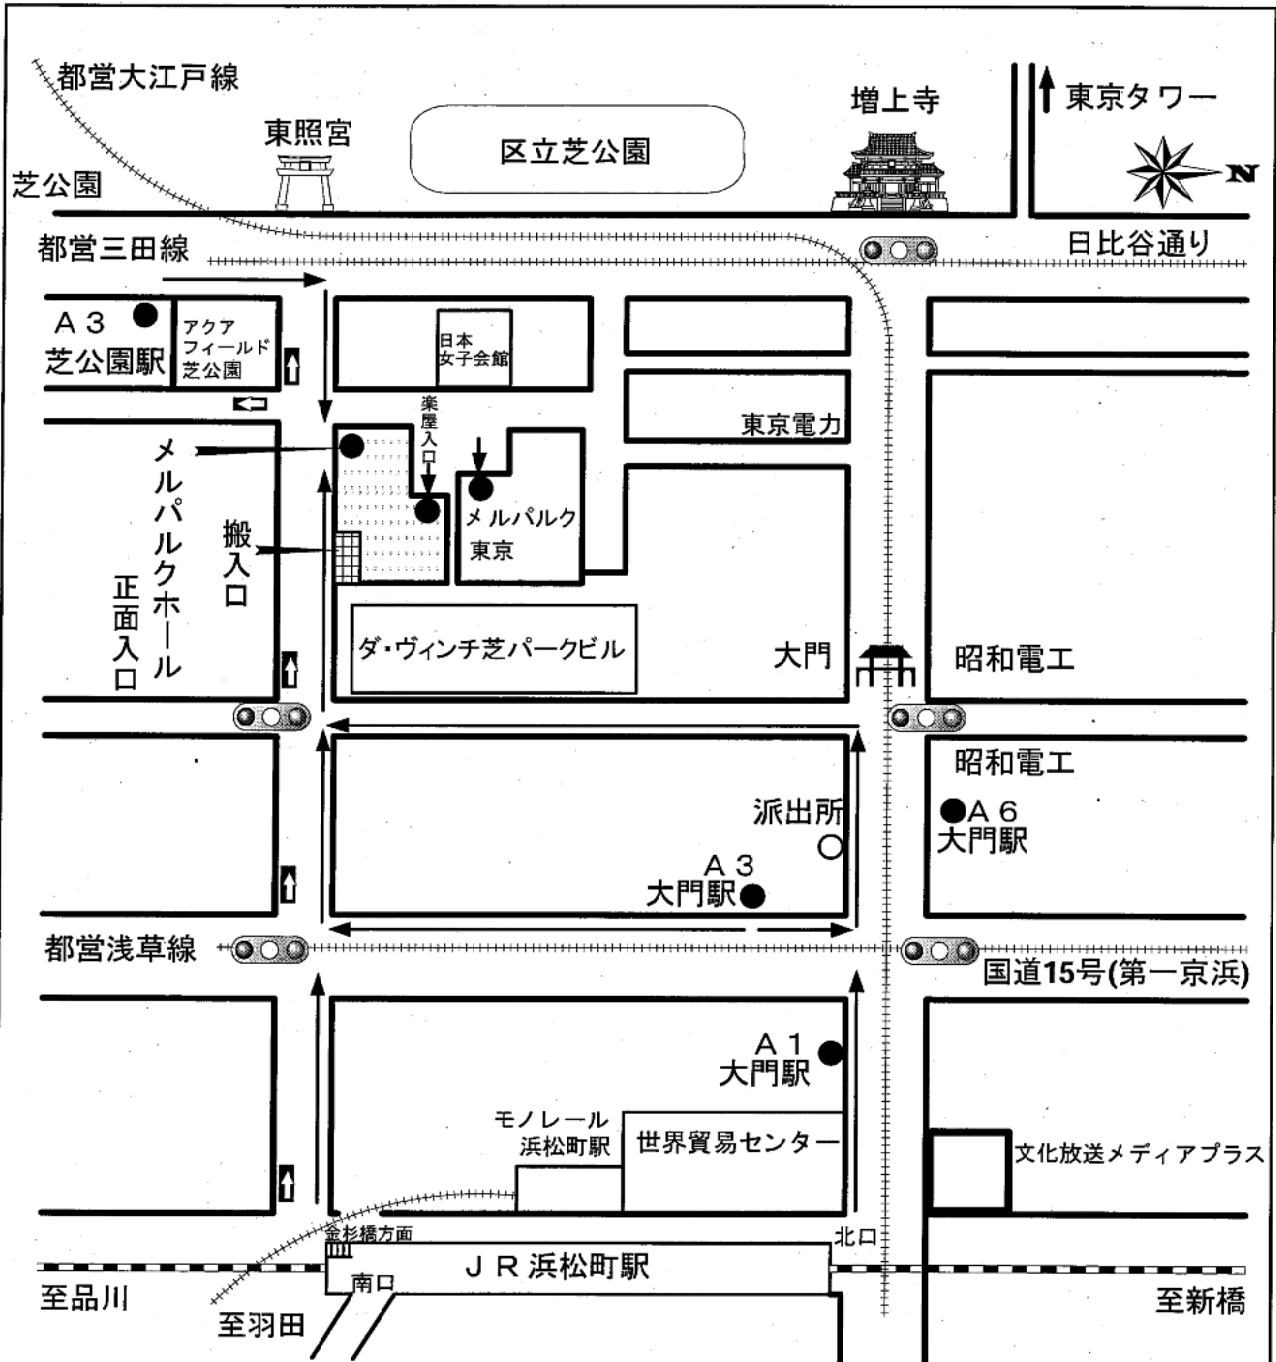 都営大江戸線
東照宮
区立芝公園
増上寺
東京タワー
芝公園
N
都営三田線
日比谷通り
A3
芝公園駅
アクア
フィールド
芝公園
日本
女子会館
東京電力
楽屋入口
メルパルクホール
正面入口
搬入口
メルパルク
東京
ダ・ヴィンチ芝パークビル
大門
昭和電工
昭和電工
派出所
A3
大門駅
A6
大門駅
都営浅草線
国道15号(第一京浜)
A1
大門駅
モノレール
浜松町駅
世界貿易センター
文化放送メディアプラス
金杉橋方面
北口
JR浜松町駅
南口
至品川
至羽田
至新橋